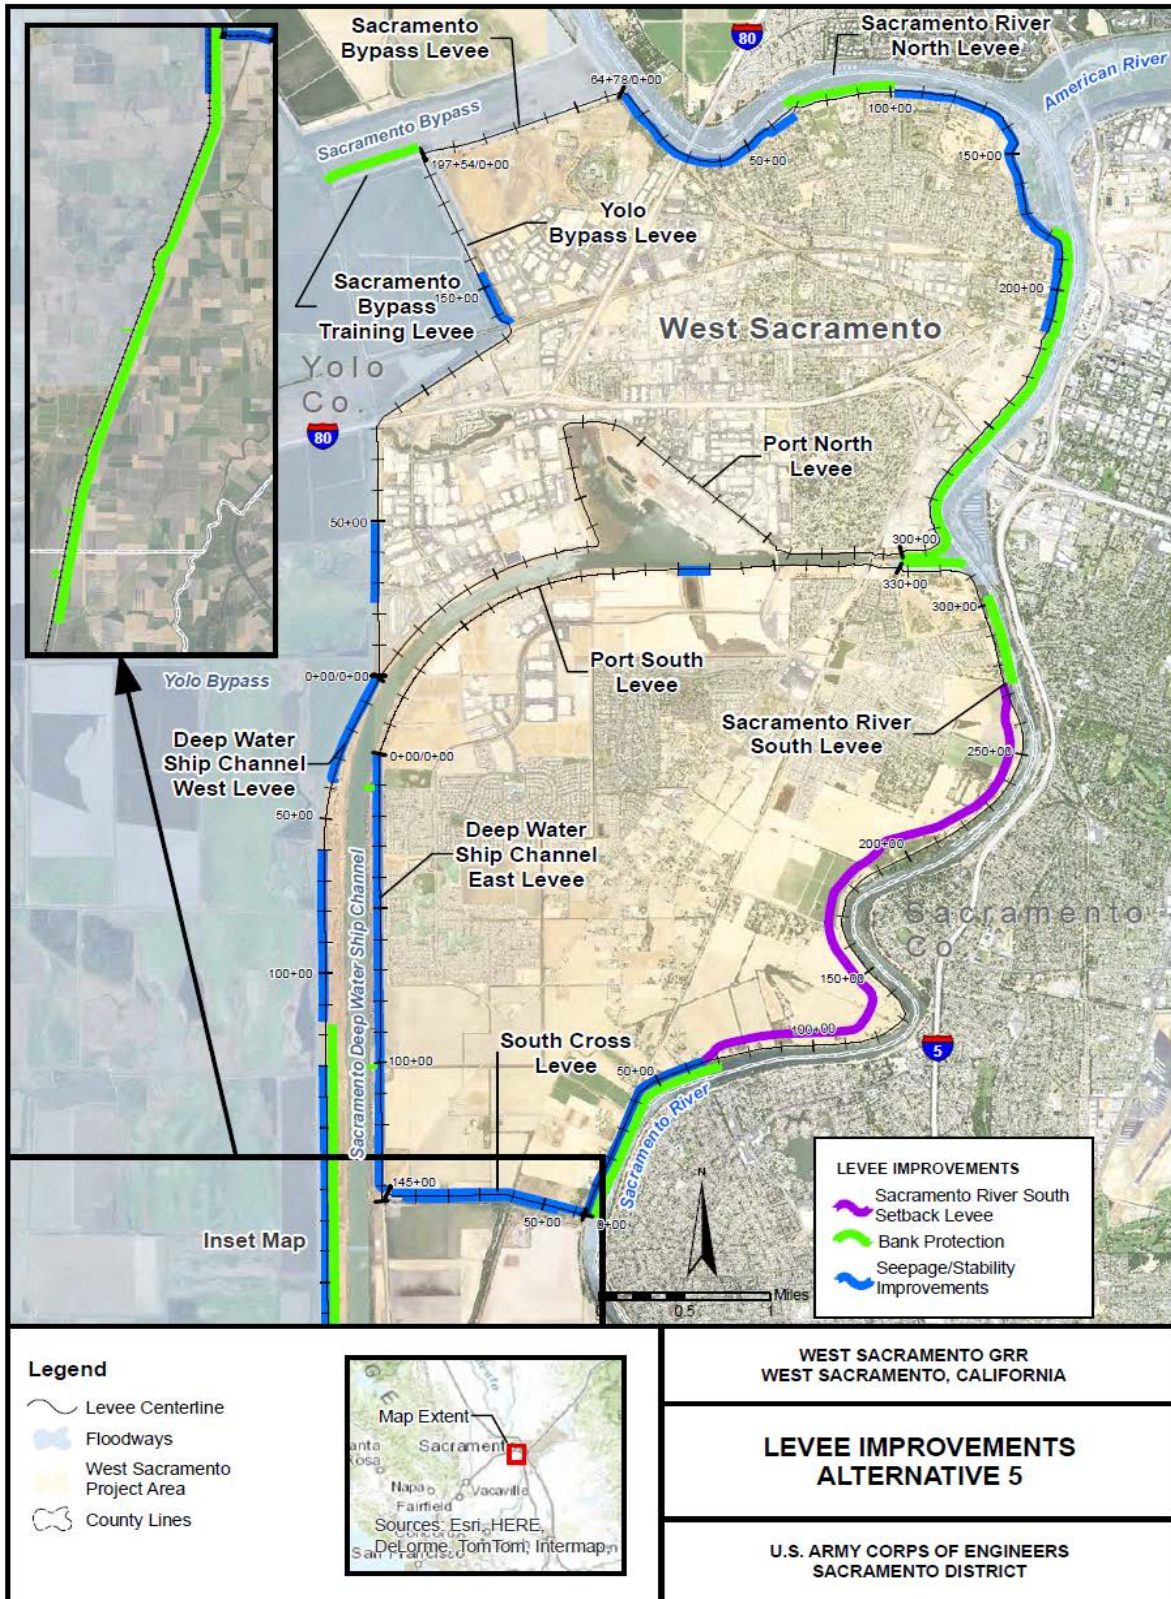 Sacramento
Bypass Levee
80
Sacramento River
North Levee
American River
64+78/0+00
Sacramento Bypass
100+00
50+00
150+00
197+54/0+00
Yolo
Bypass Levee
Sacramento
Bypass
Training Levee
150+00
200+00
West Sacramento
Yolo
Co.
80
Port North
Levee
50+00
300+00
330+00
300+00
Port South
Levee
0+00/0+00
Yolo Bypass
Sacramento River
South Levee
Deep Water
Ship Channel
West Levee
0+00/0+00
250+00
50+00
Deep Water
Ship Channel
East Levee
200+00
Sacramento
Co
Sacramento Deep Water Ship Channel
100+00
150+00
100+00
South Cross
Levee
5
100+00
50+00
Sacramento River
145+00
50+00
0+00
Inset Map
N
0.5
1
Miles
LEVEE IMPROVEMENTS
Sacramento River South
Setback Levee
Bank Protection
Seepage/Stability
Improvements
Legend
Levee Centerline
Floodways
West Sacramento
Project Area
County Lines
Map Extent
Sacrament
anta
Rosa
Napa
Vacaville
Fairfield
Concord
San Francisco
Sources: Esri, HERE,
DeLorme, TomTom, Intermap,
WEST SACRAMENTO GRR
WEST SACRAMENTO, CALIFORNIA
LEVEE IMPROVEMENTS
ALTERNATIVE 5
U.S. ARMY CORPS OF ENGINEERS
SACRAMENTO DISTRICT